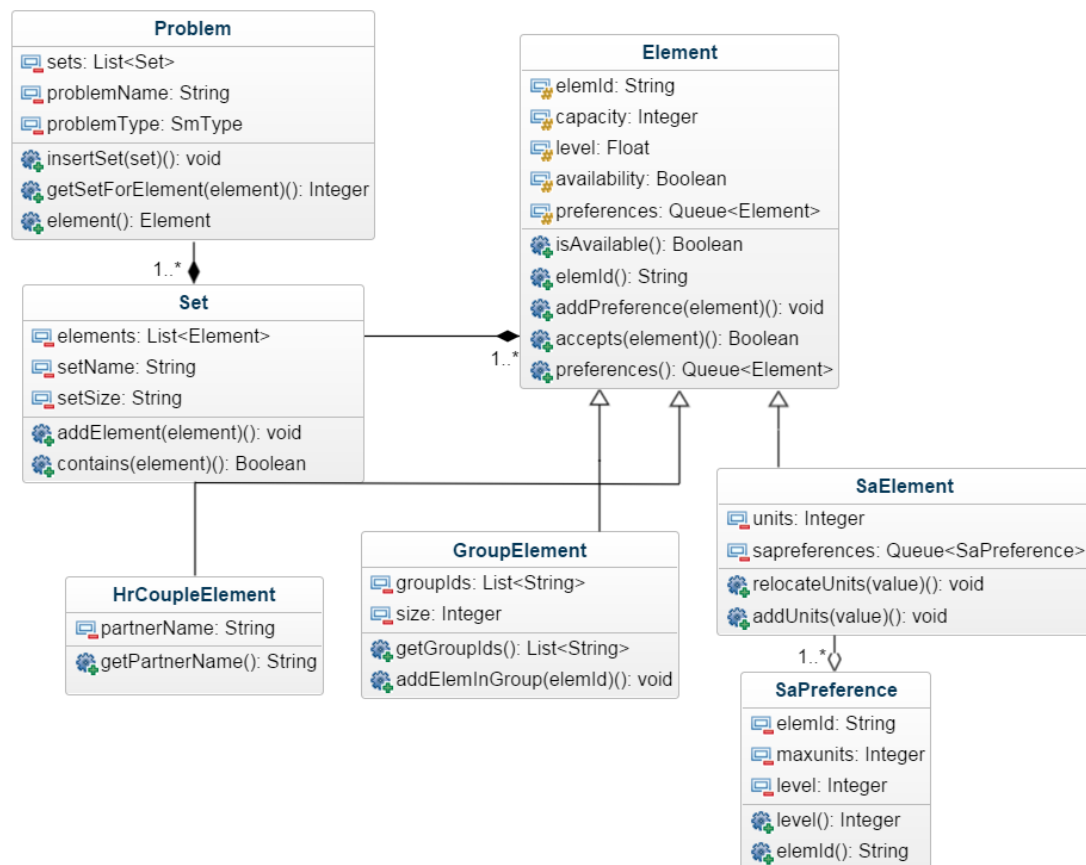 Problem
sets: List<Set>
problemName: String
problemType: SmType
insertSet(set)(): void
getSetForElement(element)(): Integer
element(): Element
1..*
Set
elements: List<Element>
setName: String
setSize: String
addElement(element)(): void
contains(element)(): Boolean
1..*
Element
elemId: String
capacity: Integer
level: Float
availability: Boolean
preferences: Queue<Element>
isAvailable(): Boolean
elemId(): String
addPreference(element)(): void
accepts(element)(): Boolean
preferences(): Queue<Element>
HrCoupleElement
partnerName: String
getPartnerName(): String
GroupElement
groupIds: List<String>
size: Integer
getGroupIds(): List<String>
addElemInGroup(elemId)(): void
SaElement
units: Integer
sapreferences: Queue<SaPreference>
relocateUnits(value)(): void
addUnits(value)(): void
1..*
SaPreference
elemId: String
maxunits: Integer
level: Integer
level(): Integer
elemId(): String